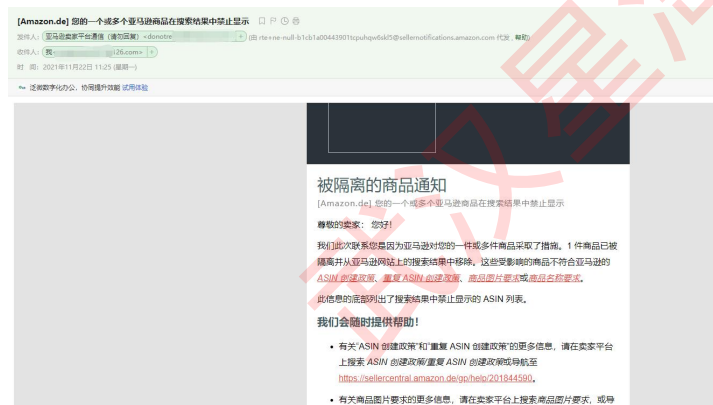 [Amazon.de] 您的一个或多个亚马逊商品在搜索结果中禁止显示
发件人: 亚马逊卖家平台通信 (请勿回复) <donotre
(由 rte+ne-null-b1cb1a00443901tcpuhqw8skl5@sellernotifications.amazon.com 代发, 帮助)
收件人: 我< i26.com>
时 间: 2021年11月22日 11:25 (星期一)
泛微数字化办公,协同提升效能 试用体验
被隔离的商品通知
[Amazon.de] 您的一个或多个亚马逊商品在搜索结果中禁止显示
尊敬的卖家: 您好!
我们此次联系您是因为亚马逊对您的一件或多件商品采取了措施。1 件商品已被
隔离并从亚马逊网站上的搜索结果中移除。这些受影响的商品不符合亚马逊的
ASIN 创建政策、重复 ASIN 创建政策、商品图片要求或商品名称要求。
此信息的底部列出了搜索结果中禁止显示的 ASIN 列表。
我们会随时提供帮助!
• 有关“ASIN 创建政策”和“重复 ASIN 创建政策”的更多信息,请在卖家平台
上搜索 ASIN 创建政策/重复 ASIN 创建政策或导航至
https://sellercentral.amazon.de/gp/help/201844590。
• 有关商品图片要求的更多信息,请在卖家平台上搜索商品图片要求,或导
武汉星